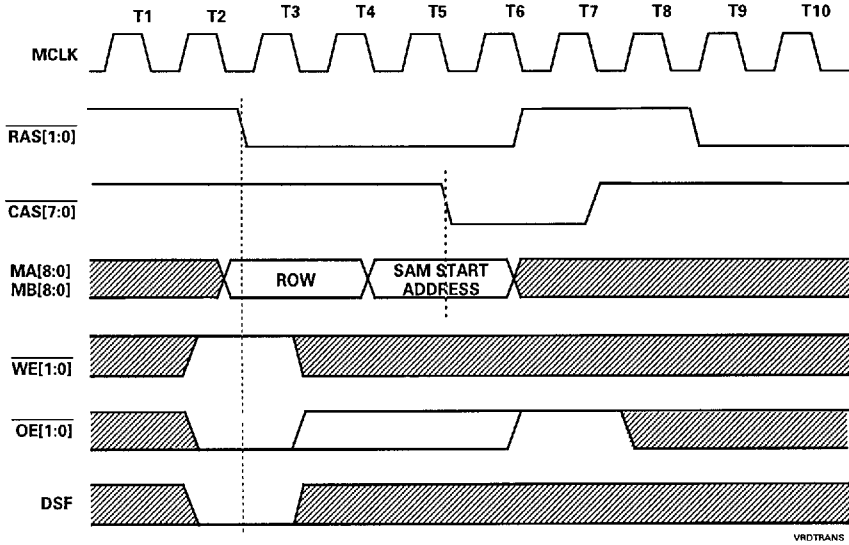 T1 T2 T3 T4 T5 T6 T7 T8 T9 T10
MCLK
RAS[1:0]
CAS[7:0]
MA[8:0]
MB[8:0]
ROW
SAM START
ADDRESS
WE[1:0]
OE[1:0]
DSF
VRDTRANS